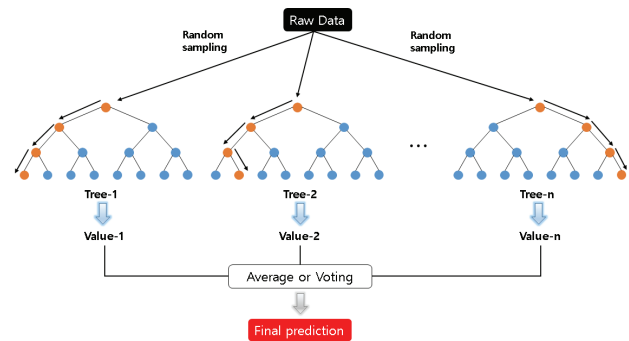 Raw Data
Random
sampling
Random
sampling
...
Tree-1
Tree-2
Tree-n
Value-1
Value-2
Value-n
Average or Voting
Final prediction